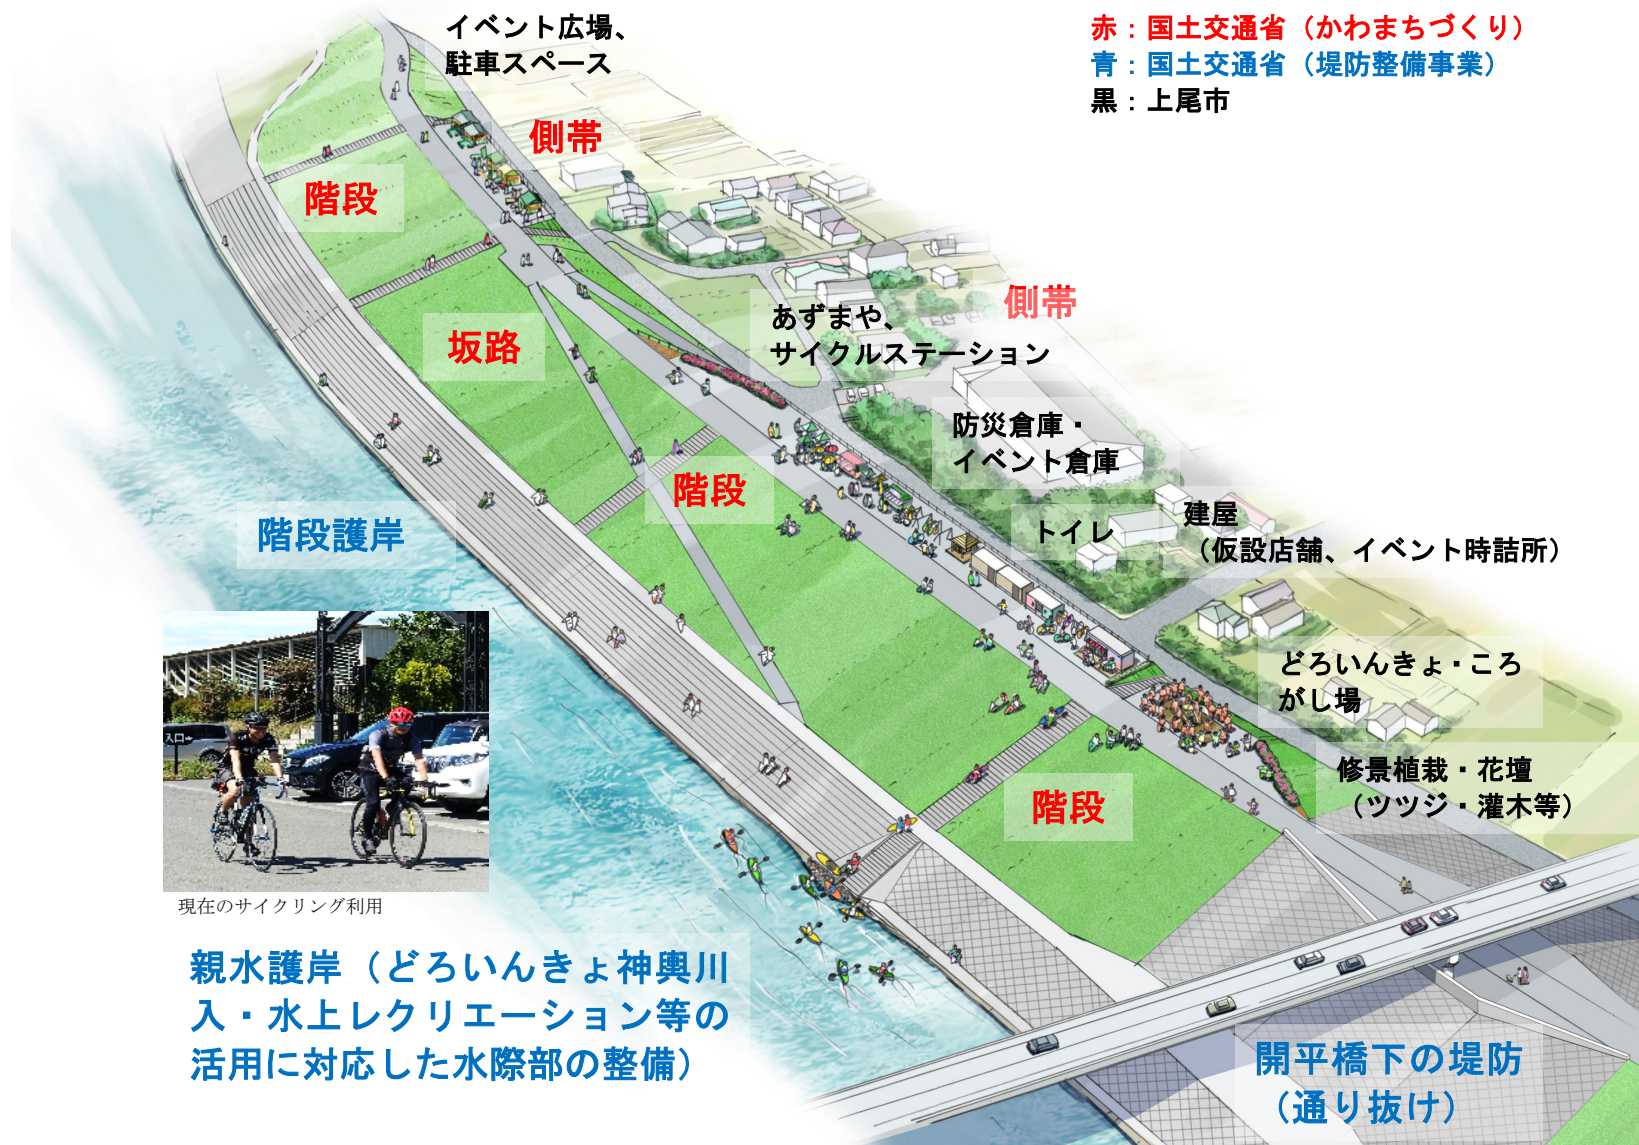 イベント広場、
駐車スペース
赤：国土交通省（かわまちづくり）
青：国土交通省（堤防整備事業）
黒：上尾市
側帯
階段
側帯
あずまや、
サイクルステーション
坂路
防災倉庫・
イベント倉庫
階段
トイレ
建屋
（仮設店舗、イベント時詰所）
階段護岸
どろいんきょ・ころ
がし場
入口
修景植栽・花壇
（ツツジ・灌木等）
階段
現在のサイクリング利用
親水護岸（どろいんきょ神輿川
入・水上レクリエーション等の
活用に対応した水際部の整備）
開平橋下の堤防
（通り抜け）